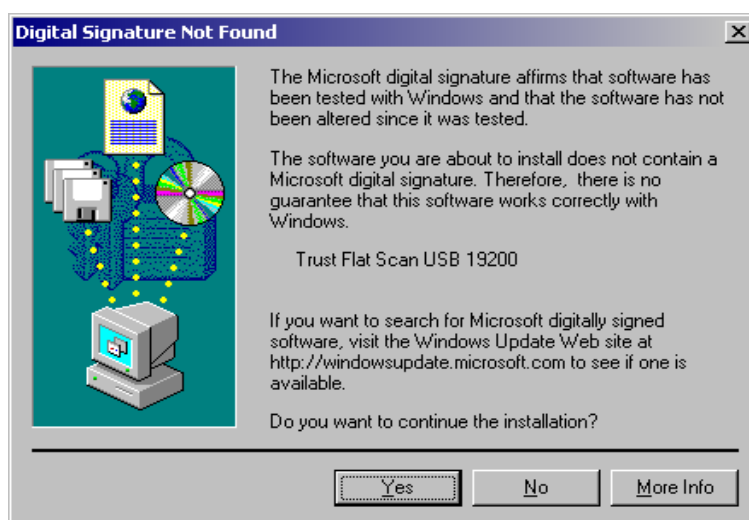 Digital Signature Not Found
The Microsoft digital signature affirms that software has
been tested with Windows and that the software has not
been altered since it was tested.
The software you are about to install does not contain a
Microsoft digital signature. Therefore,  there is no
guarantee that this software works correctly with
Windows.
Trust Flat Scan USB 19200
If you want to search for Microsoft digitally signed
software, visit the Windows Update Web site at
http://windowsupdate.microsoft.com to see if one is
available.
Do you want to continue the installation?
Yes No More Info